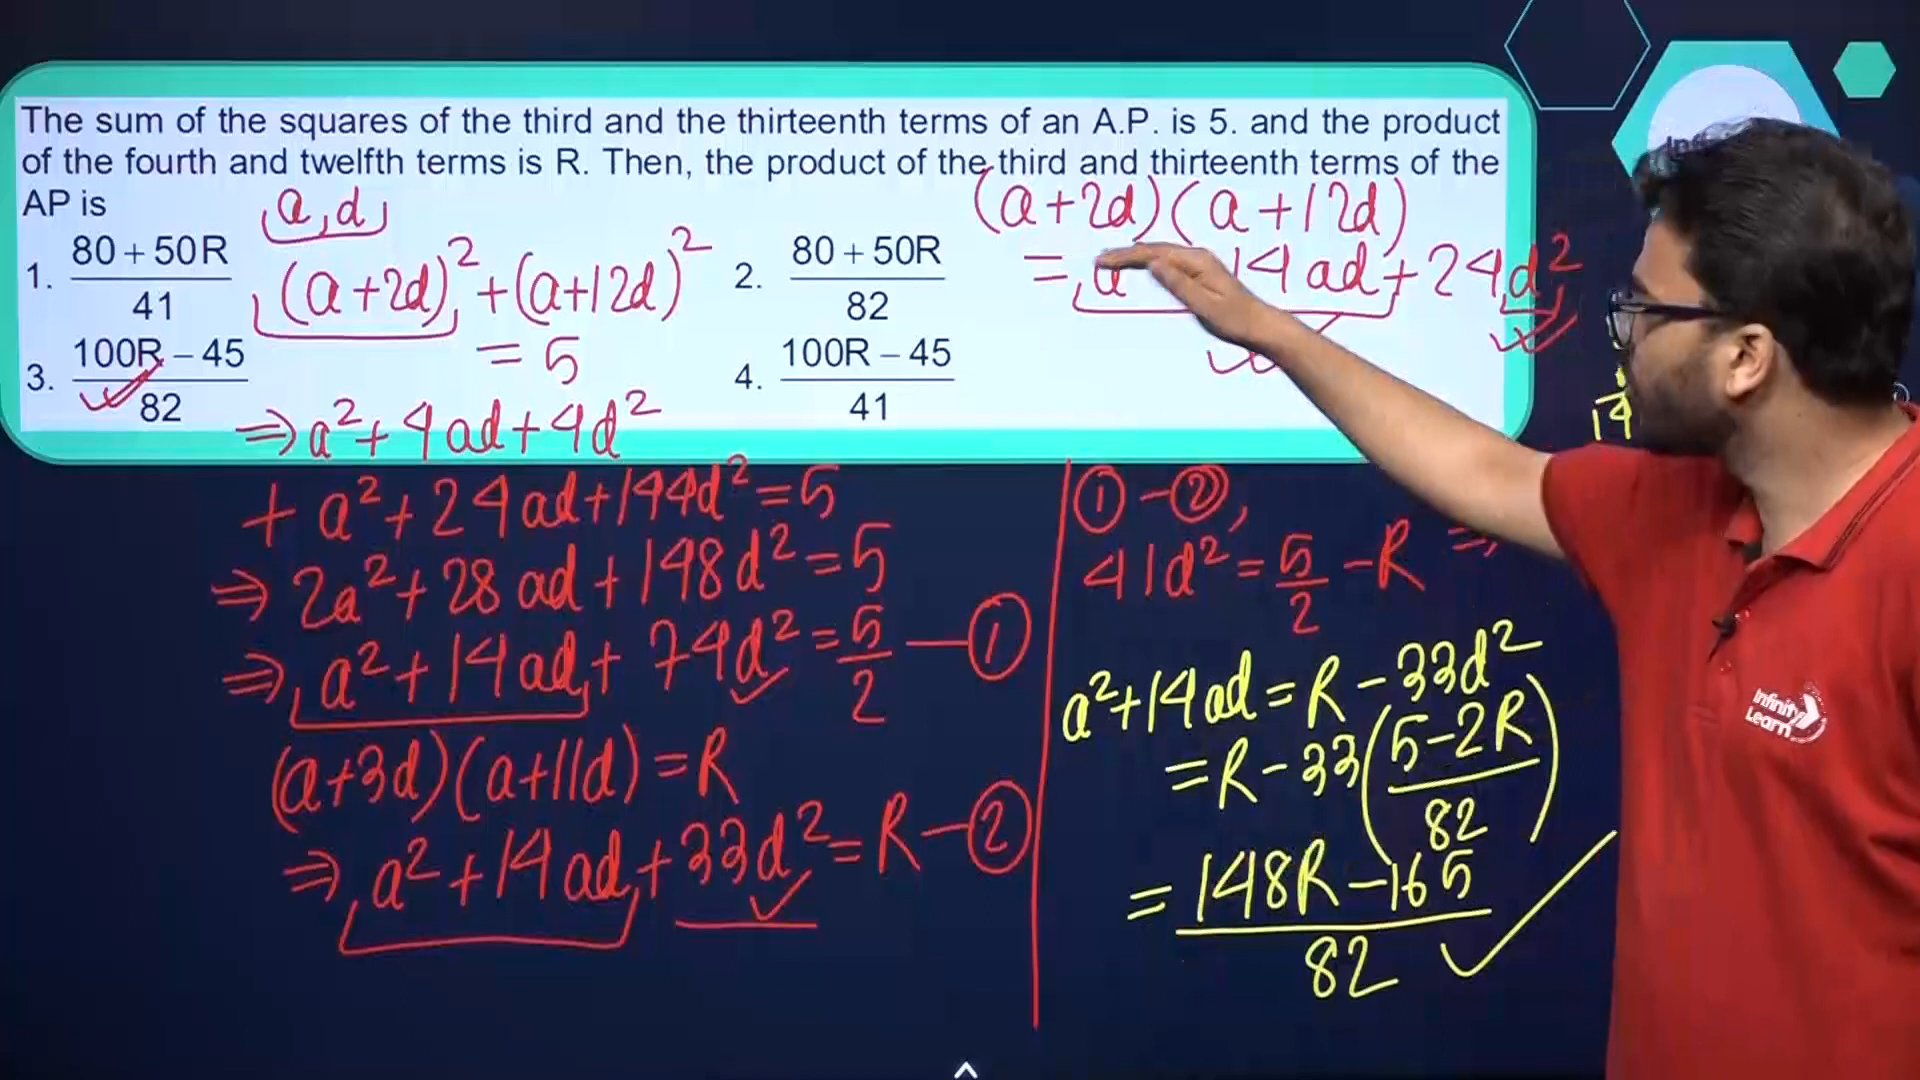 The sum of the squares of the third and the thirteenth terms of an A.P. is 5. and the product
of the fourth and twelfth terms is R. Then, the product of the third and thirteenth terms of the
AP is
a, d
(a+2d)(a+12d)
= a 14ad + 24d²
1. (80 + 50R)/41
2. (80 + 50R)/82
3. (100R – 45)/82
4. (100R – 45)/41
(a+2d)² + (a+12d)²
= 5
⇒ a² + 4ad + 4d²
+ a² + 24ad + 144d² = 5
⇒ 2a² + 28ad + 148d² = 5
⇒ a² + 14ad + 74d² = 5/2 — ①
(a+3d)(a+11d) = R
⇒ a² + 14ad + 33d² = R — ②
① - ②,
41d² = 5/2 - R ⇒
a² + 14ad = R - 33d²
= R - 33((5-2R)/82)
= (148R - 165)/82
Infinity
Learn